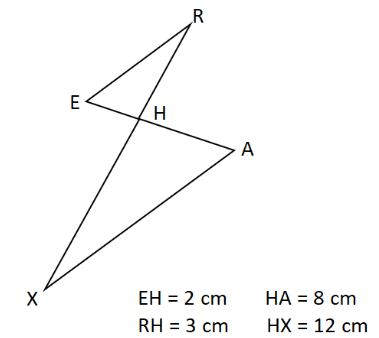 R
E
H
A
X
EH = 2 cm HA = 8 cm
RH = 3 cm HX = 12 cm